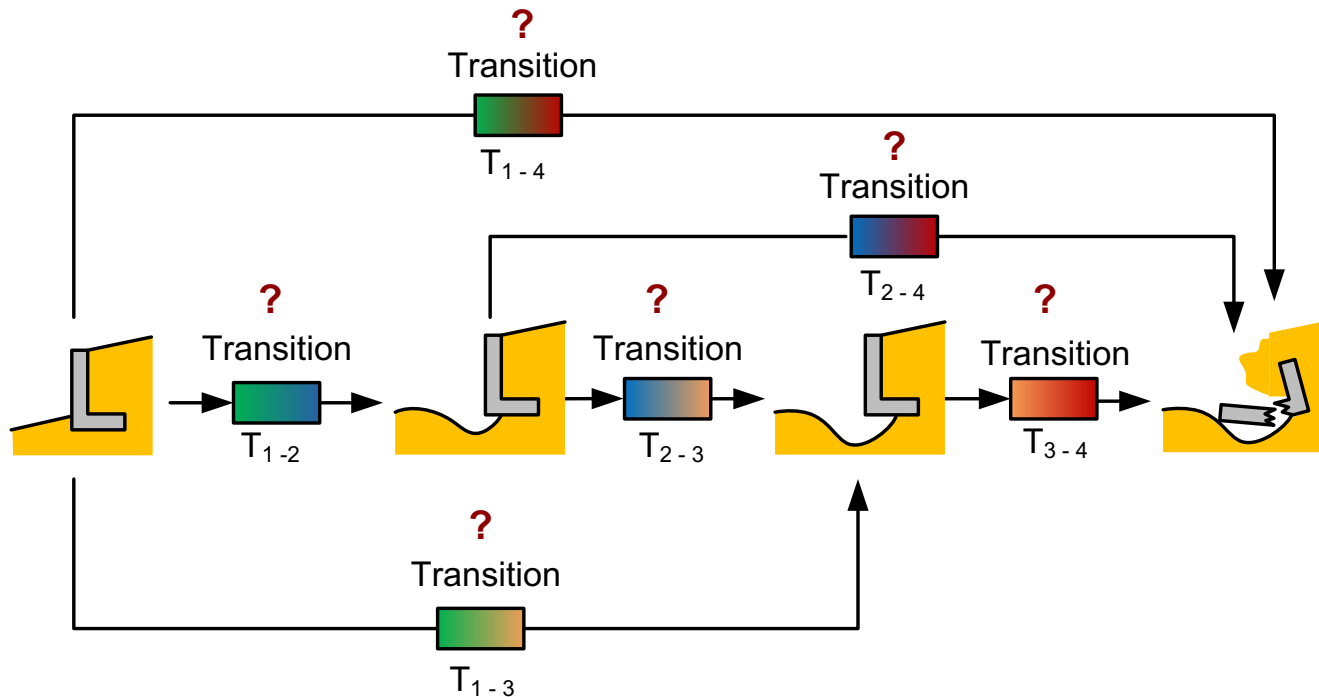 ?
Transition
T1 - 4
?
Transition
T2 - 4
?
Transition
T1 -2
?
Transition
T2 - 3
?
Transition
T3 - 4
?
Transition
T1 - 3